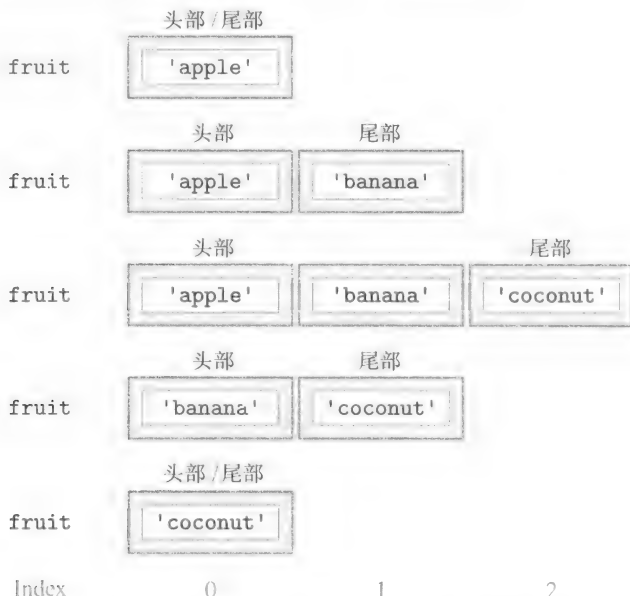 头部/尾部
fruit 'apple'
头部 尾部
fruit 'apple' 'banana'
头部 尾部
fruit 'apple' 'banana' 'coconut'
头部 尾部
fruit 'banana' 'coconut'
头部/尾部
fruit 'coconut'
Index 0 1 2